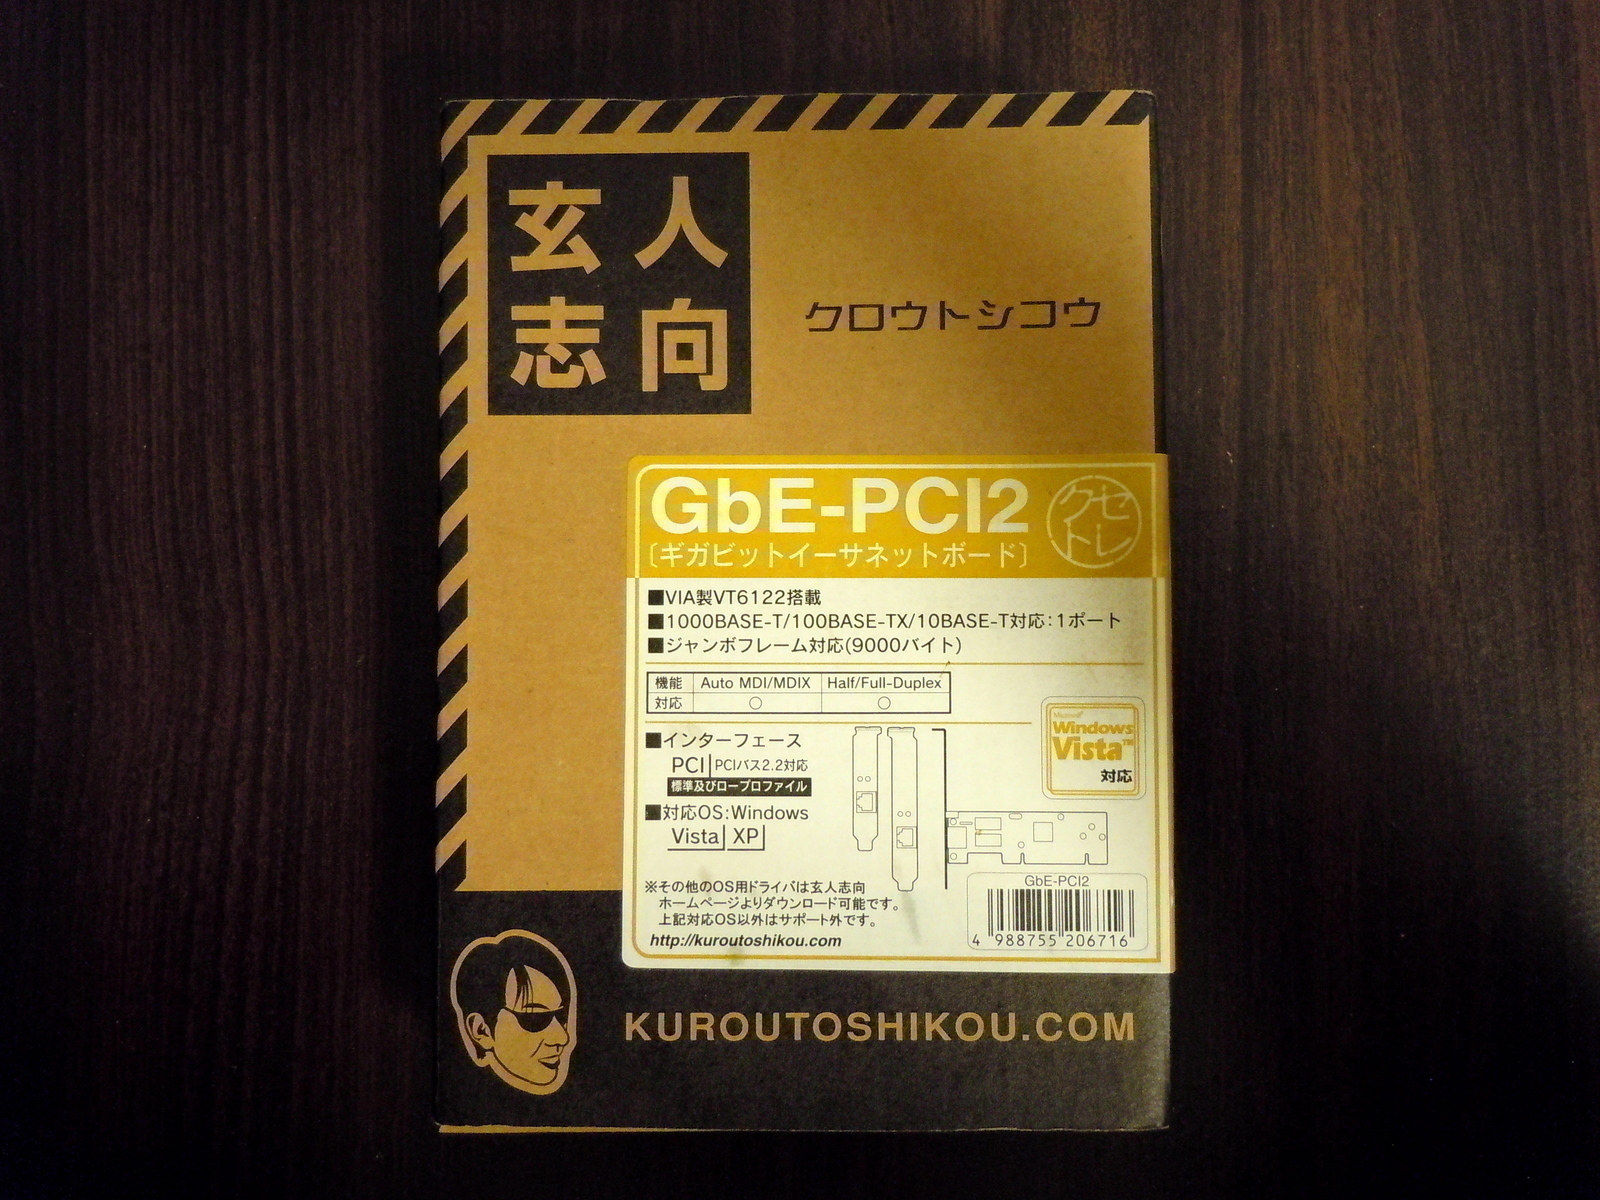 玄人
志向
クロウトシコウ
GbE-PCI2
セレ
クト
〔ギガビットイーサネットボード〕
■VIA製VT6122搭載
■1000BASE-T/100BASE-TX/10BASE-T対応:1ポート
■ジャンボフレーム対応(9000バイト)
機能 Auto MDI/MDIX Half/Full-Duplex
対応 ○ ○
■インターフェース
PCI PCIバス2.2対応
標準及びロープロファイル
■対応OS:Windows
Vista XP
Microsoft
Windows
Vista™
対応
※その他のOS用ドライバは玄人志向
ホームページよりダウンロード可能です。
上記対応OS以外はサポート外です。
http://kuroutoshikou.com
GbE-PCI2
4 988755 206716
KUROUTOSHIKOU.COM